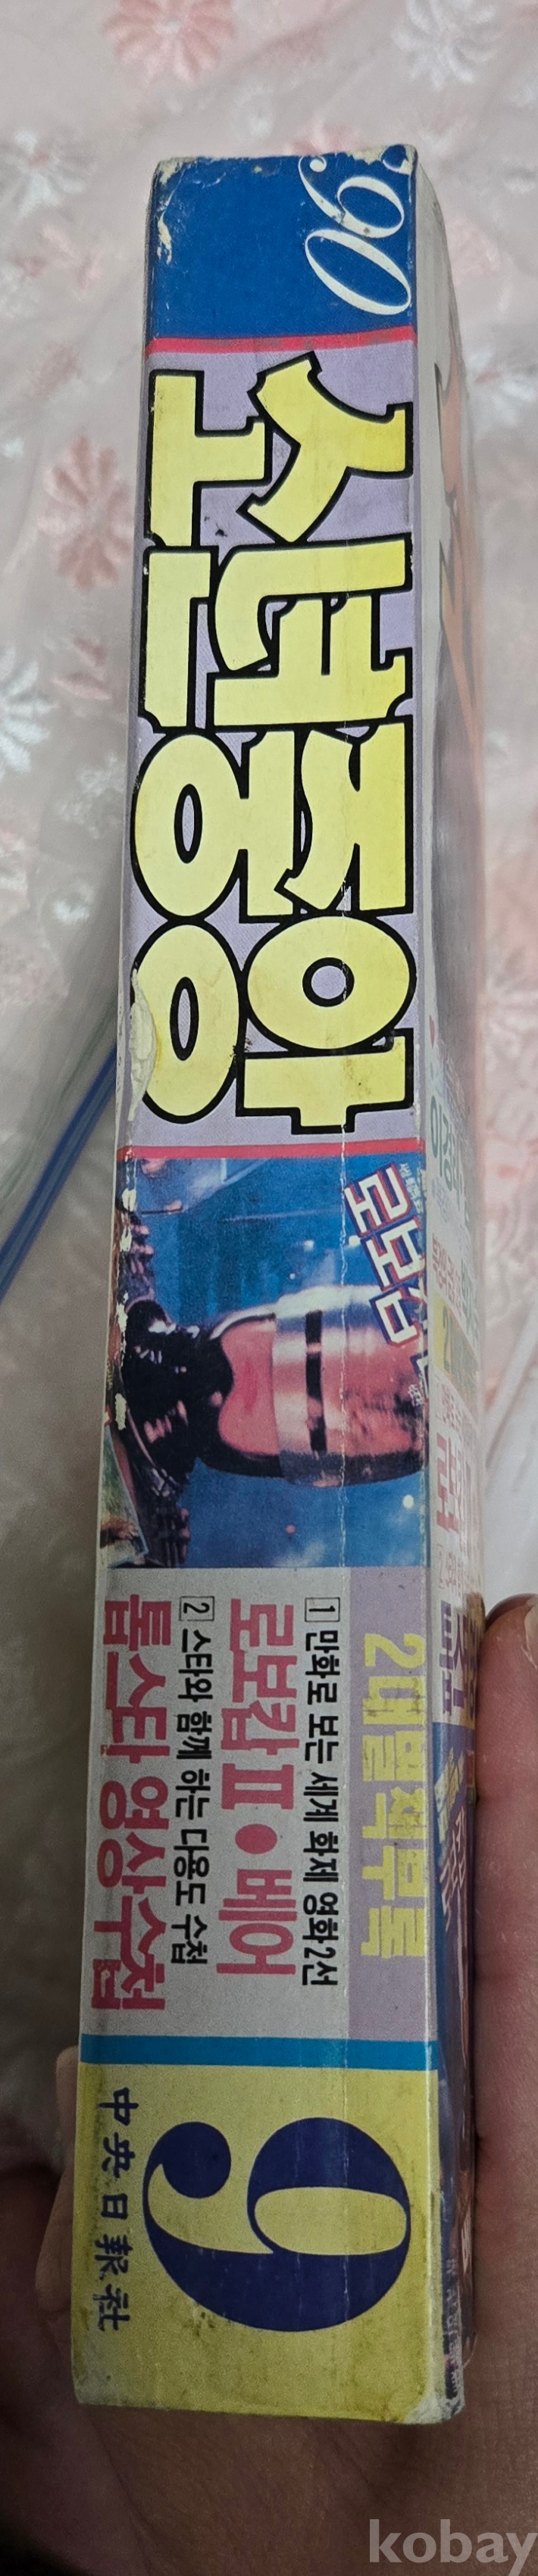 '90
소년중앙
로보캅
2대별책부록
1 만화로 보는 세계 화제 영화2선
로보캅 II • 베어
2 스타와 함께 하는 다용도 수첩
톱스타 영상수첩
9
中央日報社
kobay